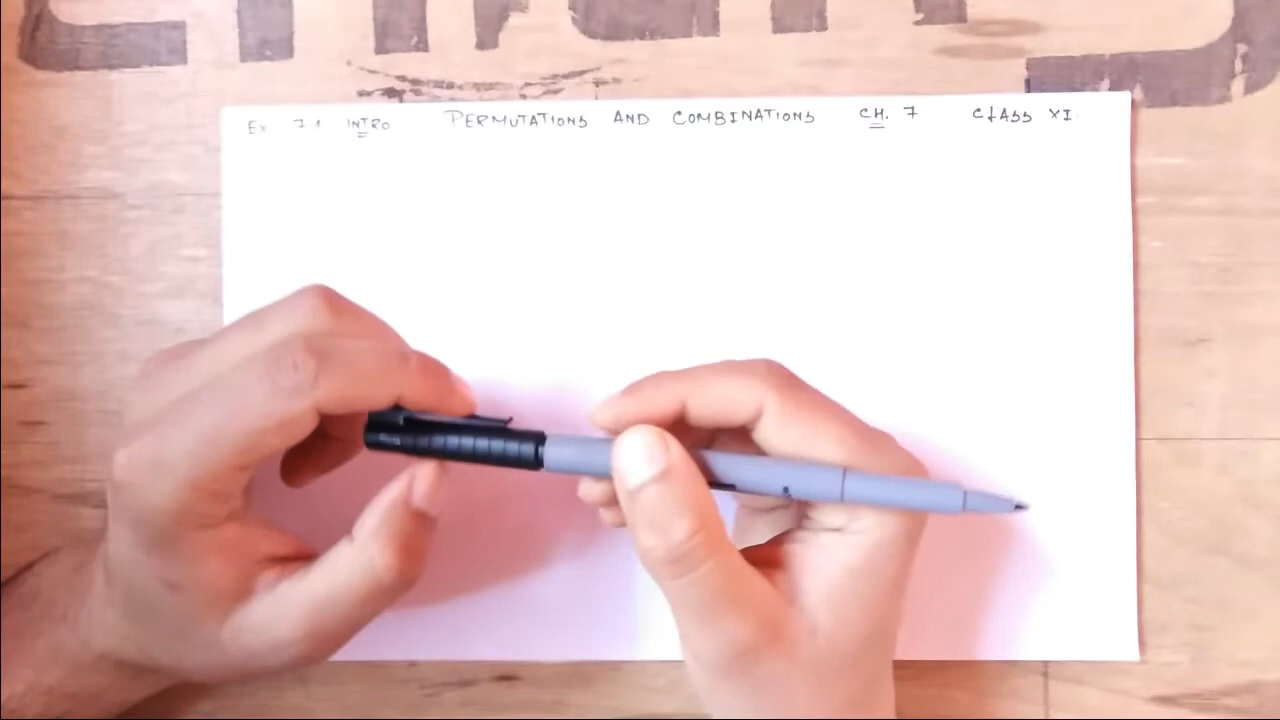 Ex 7.1 INTRO PERMUTATIONS AND COMBINATIONS CH. 7 CLASS XI.